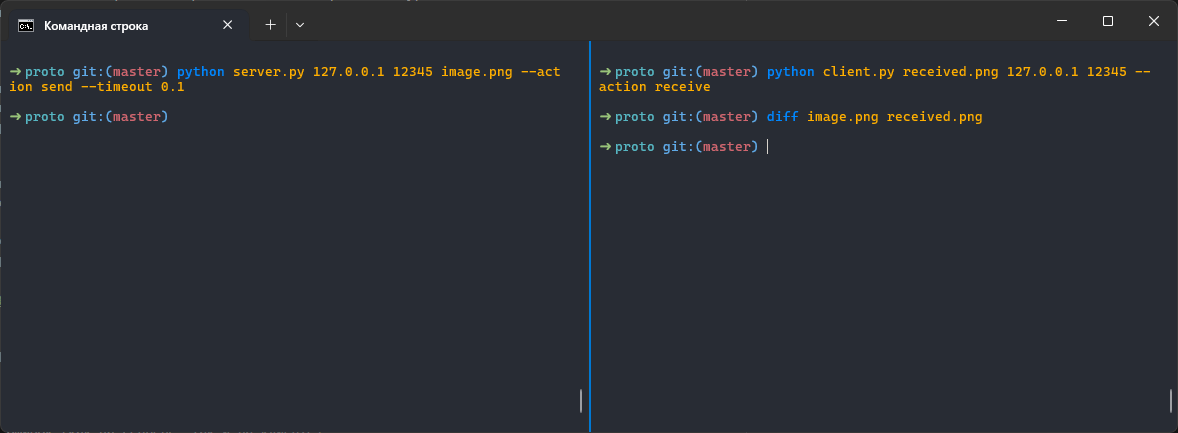 Командная строка
➜ proto git:(master) python server.py 127.0.0.1 12345 image.png --act
ion send --timeout 0.1
➜ proto git:(master)
➜ proto git:(master) python client.py received.png 127.0.0.1 12345 --
action receive
➜ proto git:(master) diff image.png received.png
➜ proto git:(master)